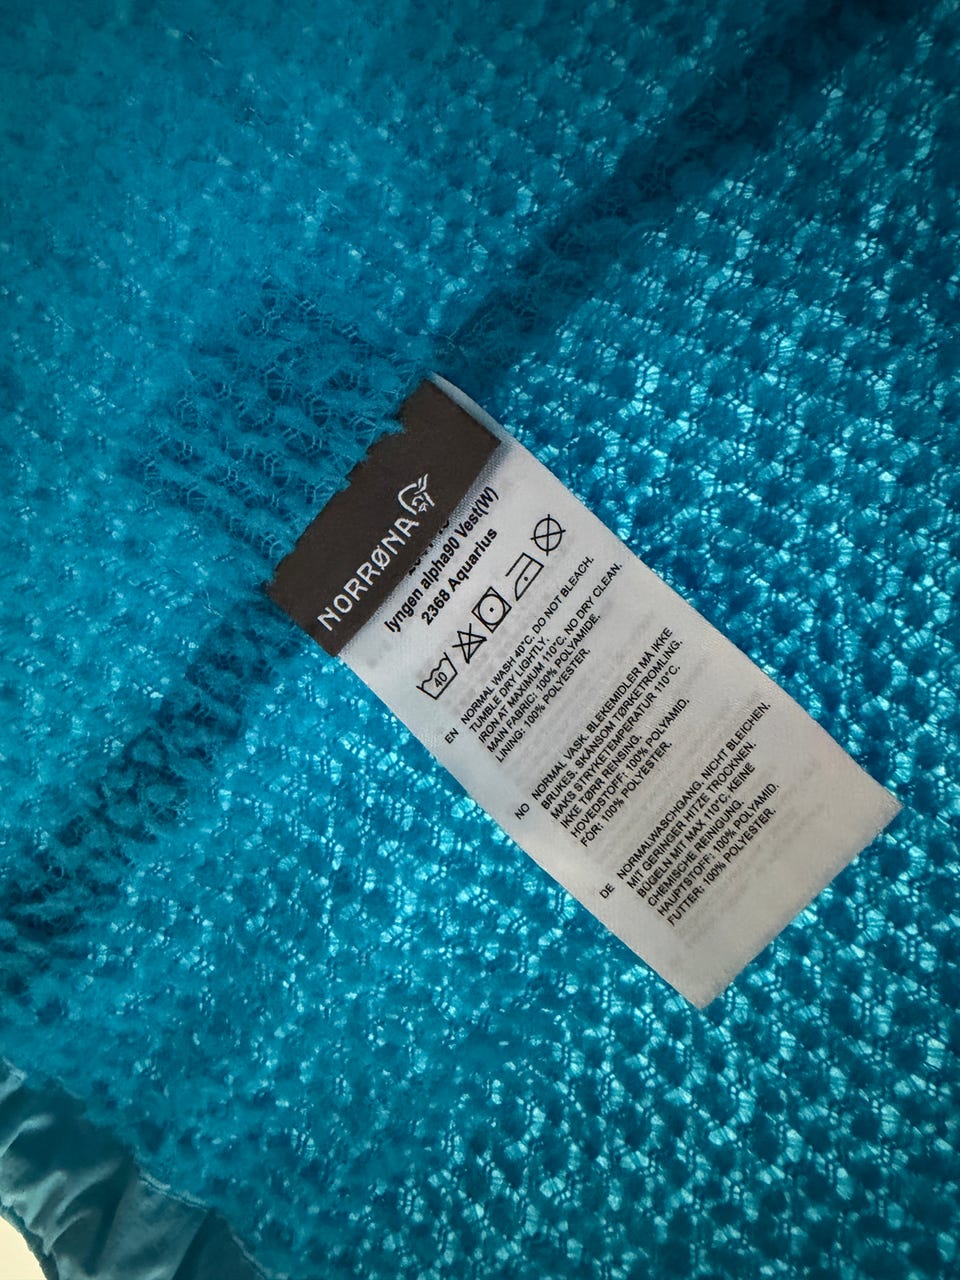 NORRØNA
lyngen alpha90 Vest(W)
2368 Aquarius
40
EN NORMAL WASH 40°C. DO NOT BLEACH.
TUMBLE DRY LIGHTLY.
IRON AT MAXIMUM 110°C. NO DRY CLEAN.
MAIN FABRIC: 100% POLYAMIDE.
LINING: 100% POLYESTER.
NO NORMAL VASK. BLEKEMIDLER MÅ IKKE
BRUKES. SKÅNSOM TØRKETROMLING.
MAKS STRYKETEMPERATUR 110°C.
IKKE TØRR RENSING.
HOVEDSTOFF: 100% POLYAMID.
FÔR: 100% POLYESTER.
DE NORMALWASCHGANG. NICHT BLEICHEN.
MIT GERINGER HITZE TROCKNEN.
BÜGELN MIT MAX 110°C. KEINE
CHEMISCHE REINIGUNG.
HAUPTSTOFF: 100% POLYAMID.
FUTTER: 100% POLYESTER.